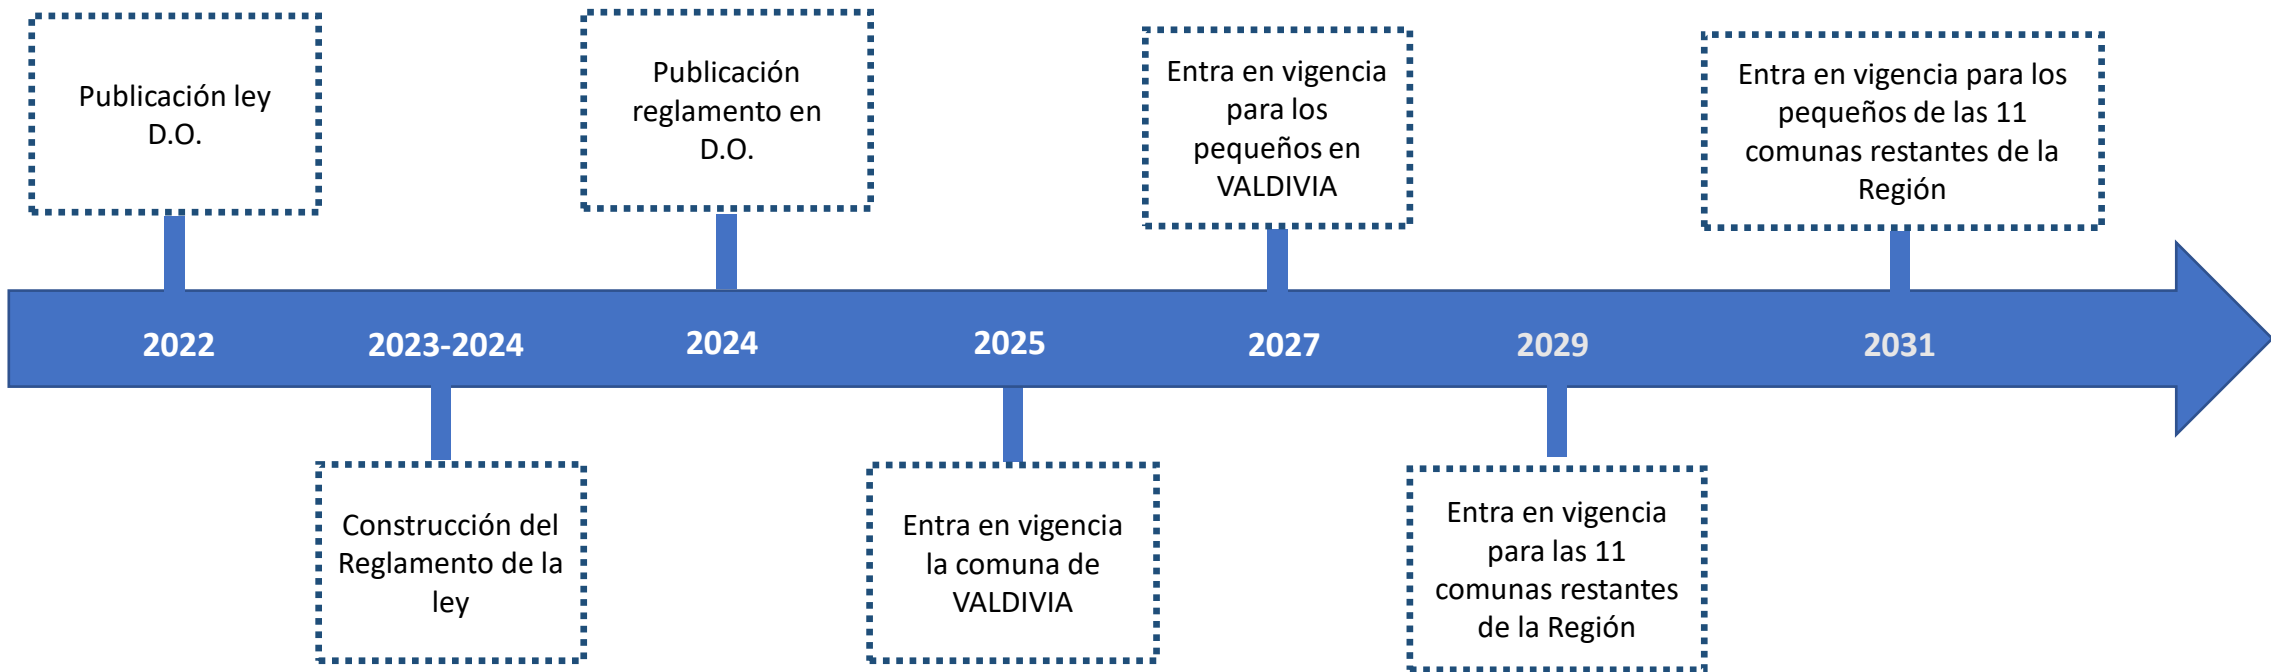 Publicación ley
D.O.
Publicación
reglamento en
D.O.
Entra en vigencia
para los
pequeños en
VALDIVIA
Entra en vigencia para los
pequeños de las 11
comunas restantes de la
Región
2022
2023-2024
2024
2025
2027
2029
2031
Construcción del
Reglamento de la
ley
Entra en vigencia
la comuna de
VALDIVIA
Entra en vigencia
para las 11
comunas restantes
de la Región